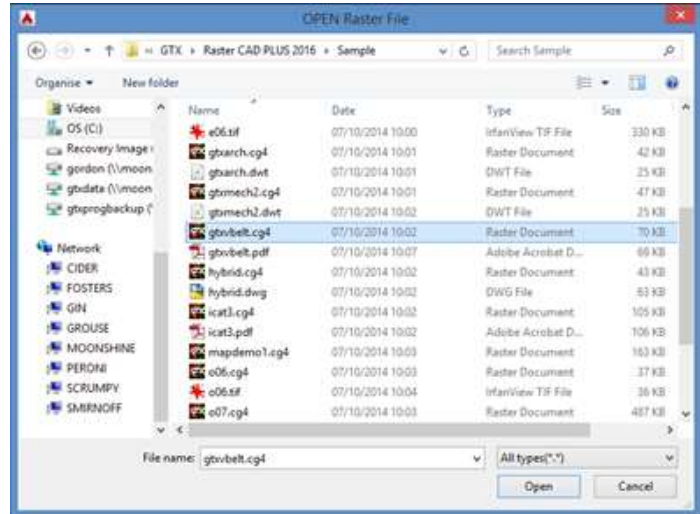 OPEN Raster File
« GTX › Raster CAD PLUS 2016 › Sample Search Sample
Organise New folder
Videos
OS (C:)
Recovery Image
gordon (\\moon
gtxdata (\\moon
gtxprogbackup (
Network
CIDER
FOSTERS
GIN
GROUSE
MOONSHINE
PERONI
SCRUMPY
SMIRNOFF
Name Date Type Size
e06.tif 07/10/2014 10:00 IrfanView TIF File 330 KB
gtxarch.cg4 07/10/2014 10:01 Raster Document 42 KB
gtxarch.dwt 07/10/2014 10:01 DWT File 25 KB
gtxmech2.cg4 07/10/2014 10:01 Raster Document 47 KB
gtxmech2.dwt 07/10/2014 10:02 DWT File 25 KB
gtxvbelt.cg4 07/10/2014 10:02 Raster Document 70 KB
gtxvbelt.pdf 07/10/2014 10:07 Adobe Acrobat D... 66 KB
hybrid.cg4 07/10/2014 10:02 Raster Document 43 KB
hybrid.dwg 07/10/2014 10:02 DWG File 63 KB
icat3.cg4 07/10/2014 10:02 Raster Document 105 KB
icat3.pdf 07/10/2014 10:02 Adobe Acrobat D... 106 KB
mapdemo1.cg4 07/10/2014 10:03 Raster Document 163 KB
o06.cg4 07/10/2014 10:03 Raster Document 37 KB
o06.tif 07/10/2014 10:04 IrfanView TIF File 36 KB
o07.cg4 07/10/2014 10:03 Raster Document 487 KB
File name: gtxvbelt.cg4 All types(*.*)
Open Cancel